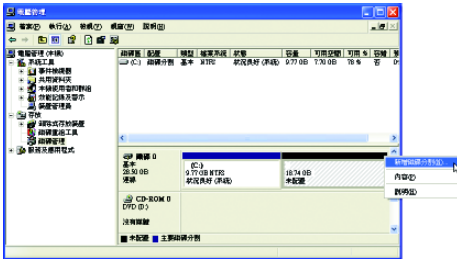 電腦管理
檔案(F) 執行(A) 檢視(V) 視窗(W) 說明(H)
電腦管理 (本機)
系統工具
事件檢視器
共用資料夾
本機使用者和群組
效能記錄及警示
裝置管理員
存放
卸除式存放裝置
磁碟重組工具
磁碟管理
服務及應用程式
磁碟區 配置 類型 檔案系統 狀態 容量 可用空間 可用 % 容錯
(C:) 磁碟分割 基本 NTFS 狀況良好 (系統) 9.77 GB 7.70 GB 78 % 否
磁碟 0
基本
28.50 GB
連線
(C:)
9.77 GB NTFS
狀況良好 (系統)
18.74 GB
未配置
CD-ROM 0
DVD (D:)
沒有媒體
未配置 主要磁碟分割
新增磁碟分割(N)...
內容(P)
說明(H)